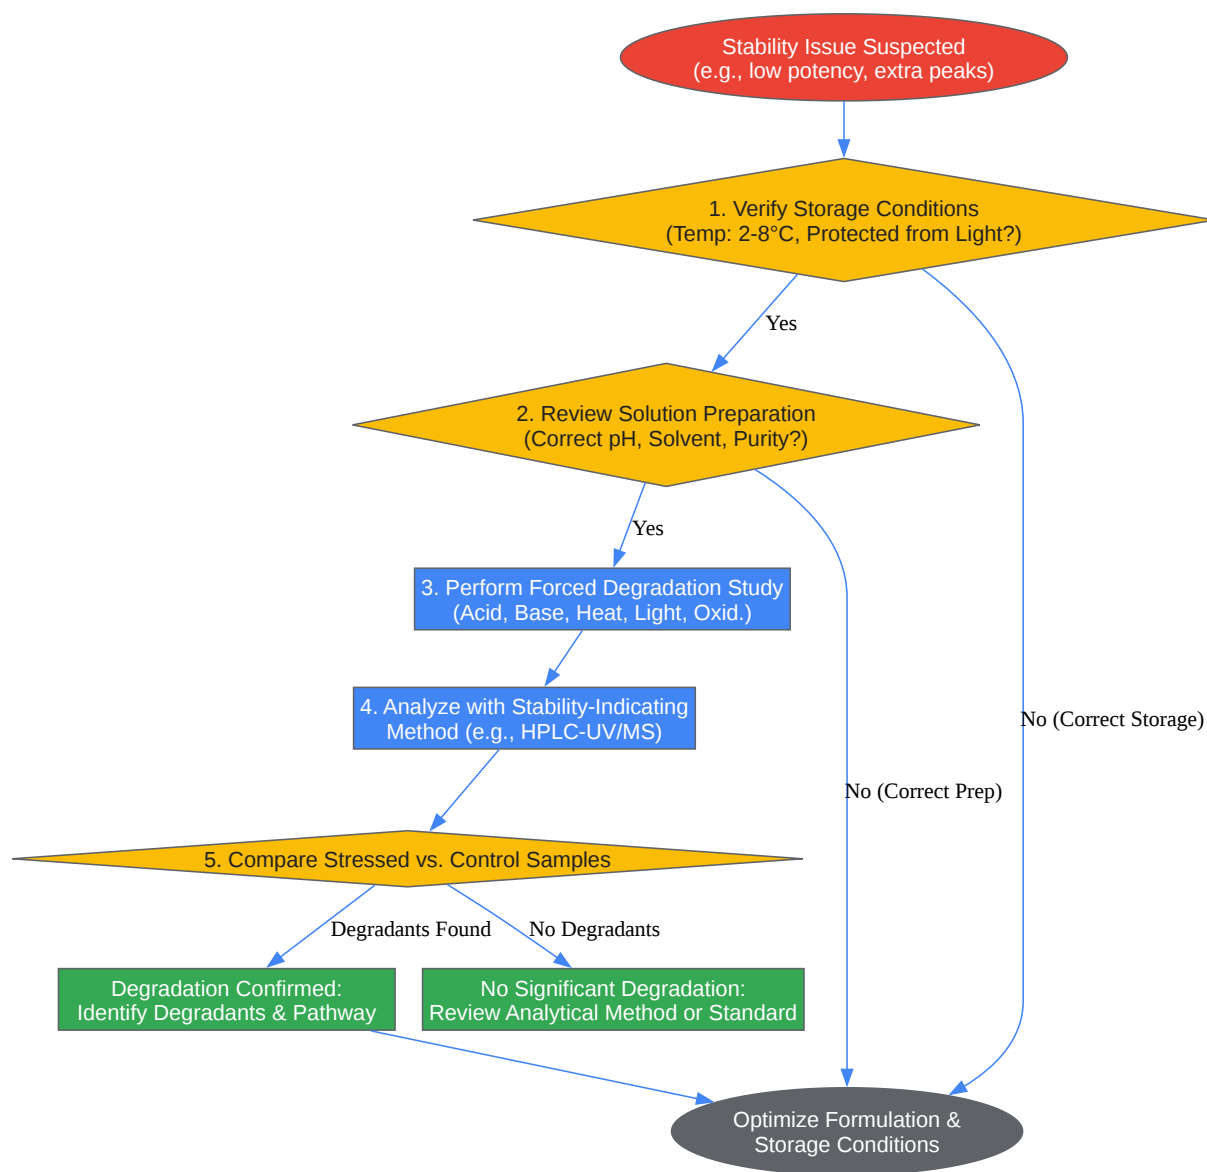 Stability Issue Suspected
(e.g., low potency, extra peaks)
1. Verify Storage Conditions
(Temp: 2-8°C, Protected from Light?)
Yes
2. Review Solution Preparation
(Correct pH, Solvent, Purity?)
Yes
3. Perform Forced Degradation Study
(Acid, Base, Heat, Light, Oxid.)
4. Analyze with Stability-Indicating
Method (e.g., HPLC-UV/MS)
No (Correct Storage)
No (Correct Prep)
5. Compare Stressed vs. Control Samples
Degradants Found
No Degradants
Degradation Confirmed:
Identify Degradants & Pathway
No Significant Degradation:
Review Analytical Method or Standard
Optimize Formulation &
Storage Conditions